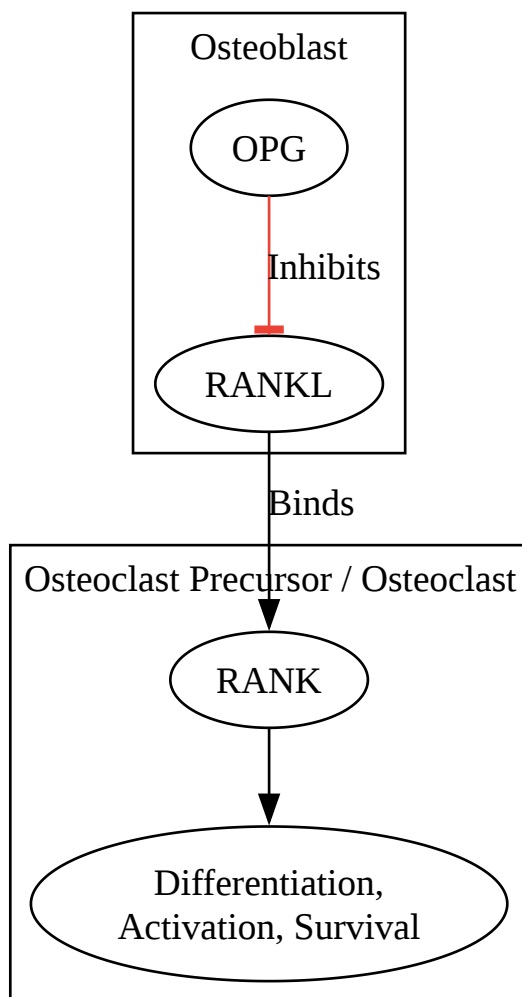 Osteoblast
OPG
Inhibits
RANKL
Binds
Osteoclast Precursor / Osteoclast
RANK
Differentiation,
Activation, Survival